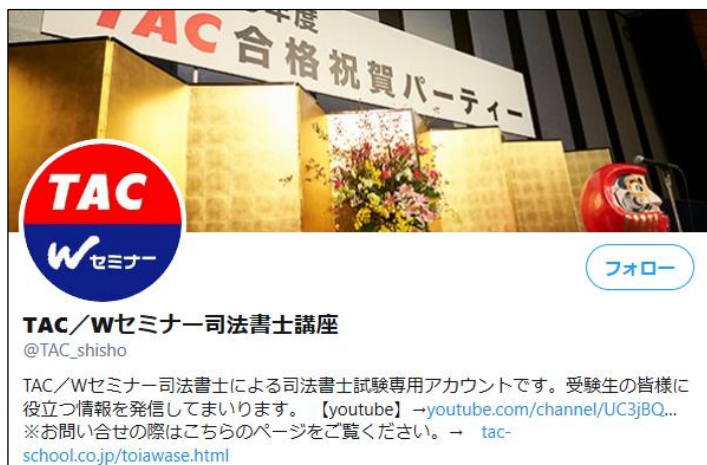 年度
TAC 合格祝賀パーティー
TAC
Wセミナー
フォロー
TAC／Wセミナー司法書士講座
@TAC_shisho
TAC／Wセミナー司法書士による司法書士試験専用アカウントです。受験生の皆様に
役立つ情報を発信してまいります。 【youtube】→youtube.com/channel/UC3jBQ...
※お問い合せの際はこちらのページをご覧ください。→ tac-
school.co.jp/toiawase.html